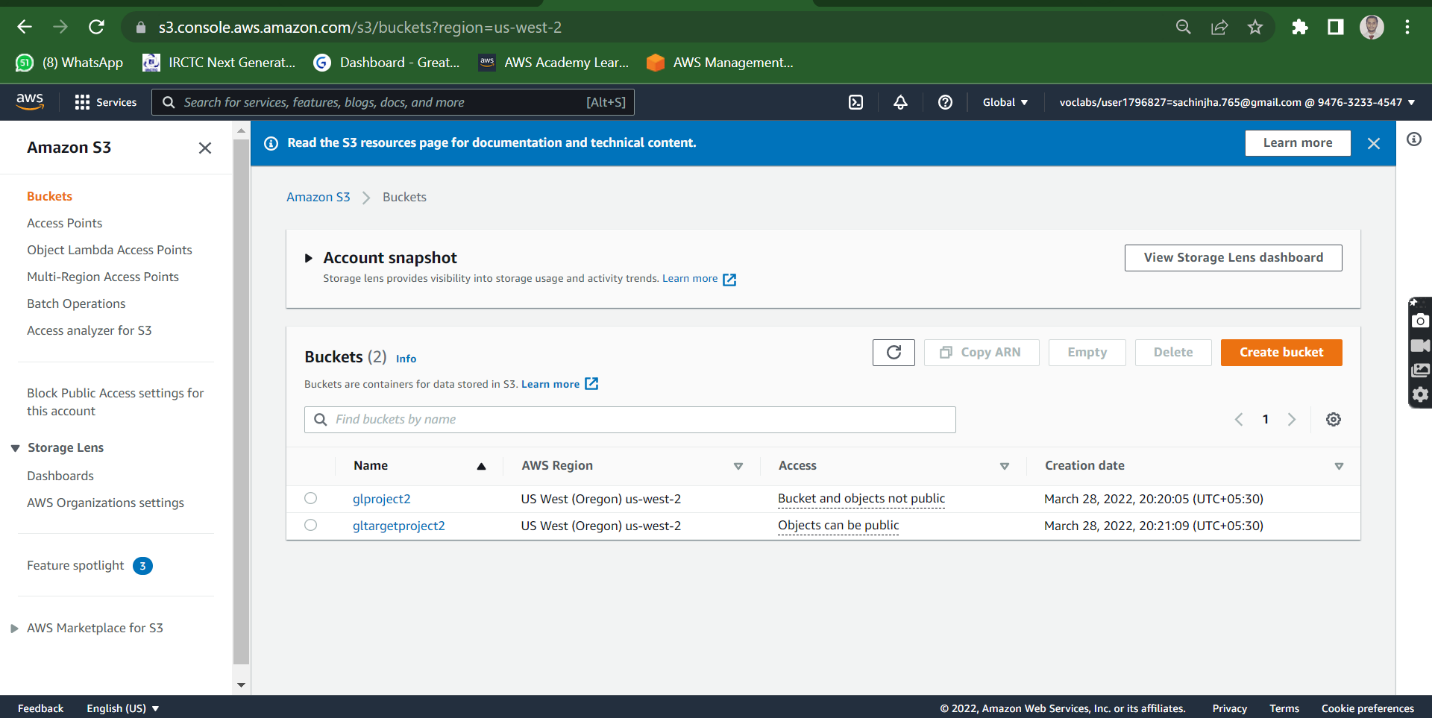 s3.console.aws.amazon.com/s3/buckets?region=us-west-2
(8) WhatsApp IRCTC Next Generat... Dashboard - Great... aws AWS Academy Lear... AWS Management...
aws Services Search for services, features, blogs, docs, and more [Alt+S] Global ▼ voclabs/user1796827=sachinjha.765@gmail.com @ 9476-3233-4547 ▼
Amazon S3
Buckets
Access Points
Object Lambda Access Points
Multi-Region Access Points
Batch Operations
Access analyzer for S3
Block Public Access settings for
this account
Storage Lens
Dashboards
AWS Organizations settings
Feature spotlight 3
AWS Marketplace for S3
Read the S3 resources page for documentation and technical content. Learn more
Amazon S3 > Buckets
Account snapshot
Storage lens provides visibility into storage usage and activity trends. Learn more
View Storage Lens dashboard
Buckets (2) Info
Copy ARN Empty Delete Create bucket
Buckets are containers for data stored in S3. Learn more
Find buckets by name
1
Name AWS Region Access Creation date
glproject2 US West (Oregon) us-west-2 Bucket and objects not public March 28, 2022, 20:20:05 (UTC+05:30)
gltargetproject2 US West (Oregon) us-west-2 Objects can be public March 28, 2022, 20:21:09 (UTC+05:30)
Feedback English (US) ▼ © 2022, Amazon Web Services, Inc. or its affiliates. Privacy Terms Cookie preferences